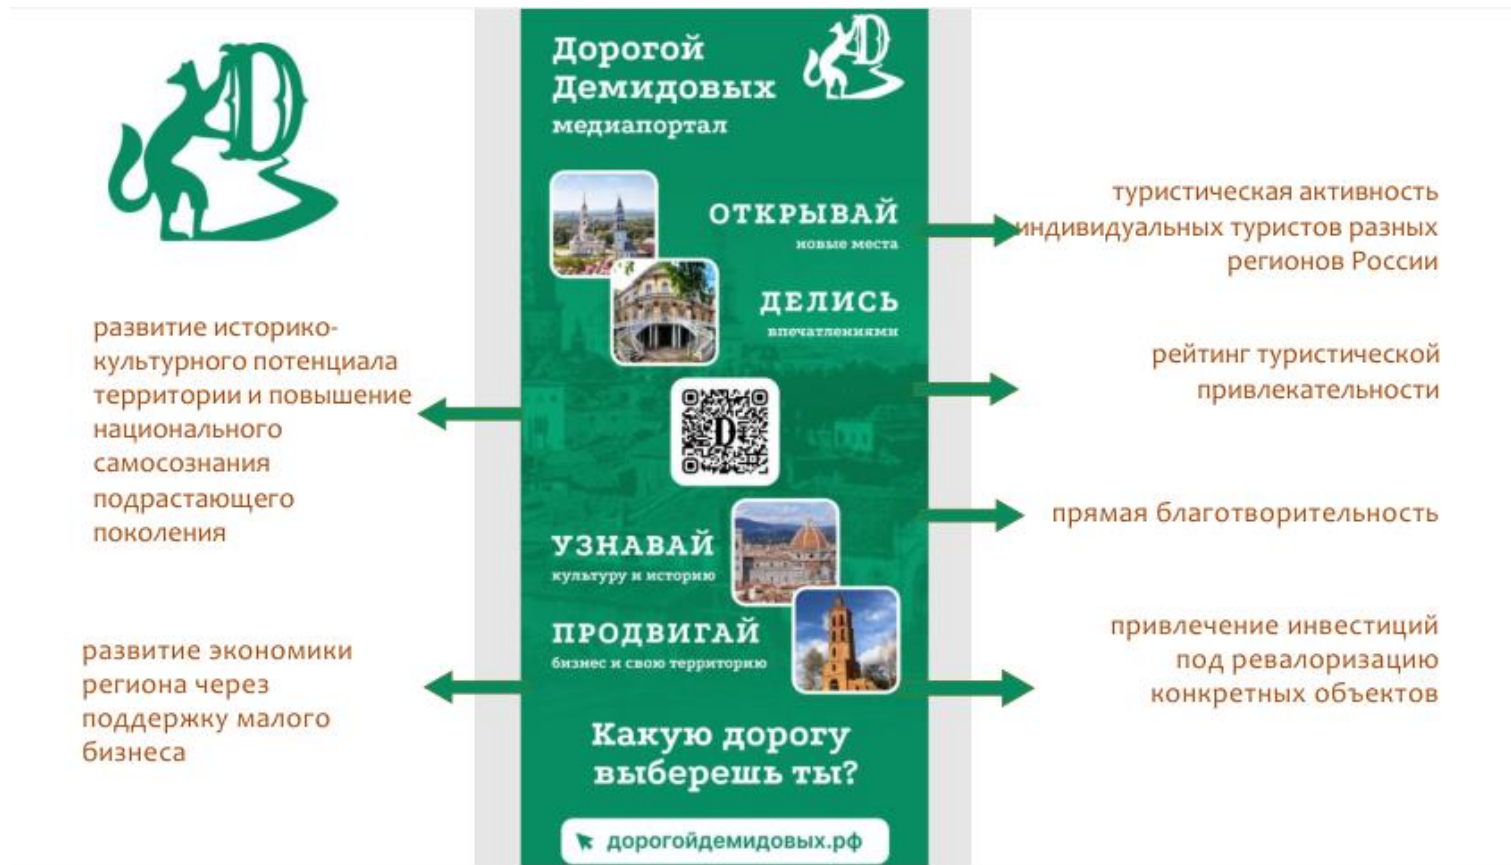 Дорогой
Демидовых
медиапортал
ОТКРЫВАЙ
новые места
ДЕЛИСЬ
впечатлениями
D
УЗНАВАЙ
культуру и историю
ПРОДВИГАЙ
бизнес и свою территорию
Какую дорогу
выберешь ты?
дорогойдемидовых.рф
развитие историко-
культурного потенциала
территории и повышение
национального
самосознания
подрастающего
поколения
развитие экономики
региона через
поддержку малого
бизнеса
туристическая активность
индивидуальных туристов разных
регионов России
рейтинг туристической
привлекательности
прямая благотворительность
привлечение инвестиций
под ревалоризацию
конкретных объектов